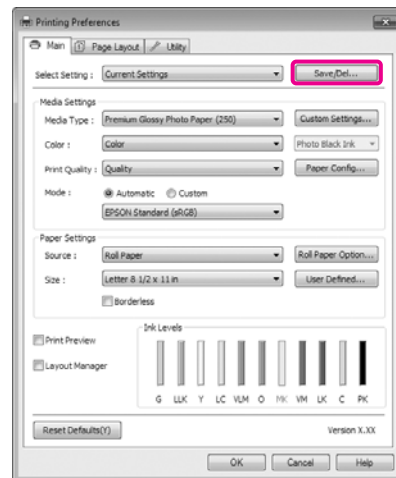 Printing Preferences
Main Page Layout Utility
Select Setting : Current Settings Save/Del...
Media Settings
Media Type : Premium Glossy Photo Paper (250) Custom Settings...
Color : Color Photo Black Ink
Print Quality : Quality Paper Config...
Mode : Automatic Custom
EPSON Standard (sRGB)
Paper Settings
Source : Roll Paper Roll Paper Option...
Size : Letter 8 1/2 x 11 in User Defined...
Borderless
Ink Levels
Print Preview
Layout Manager
G LLK Y LC VLM O MK VM LK C PK
Reset Defaults(Y) Version X.XX
OK Cancel Help